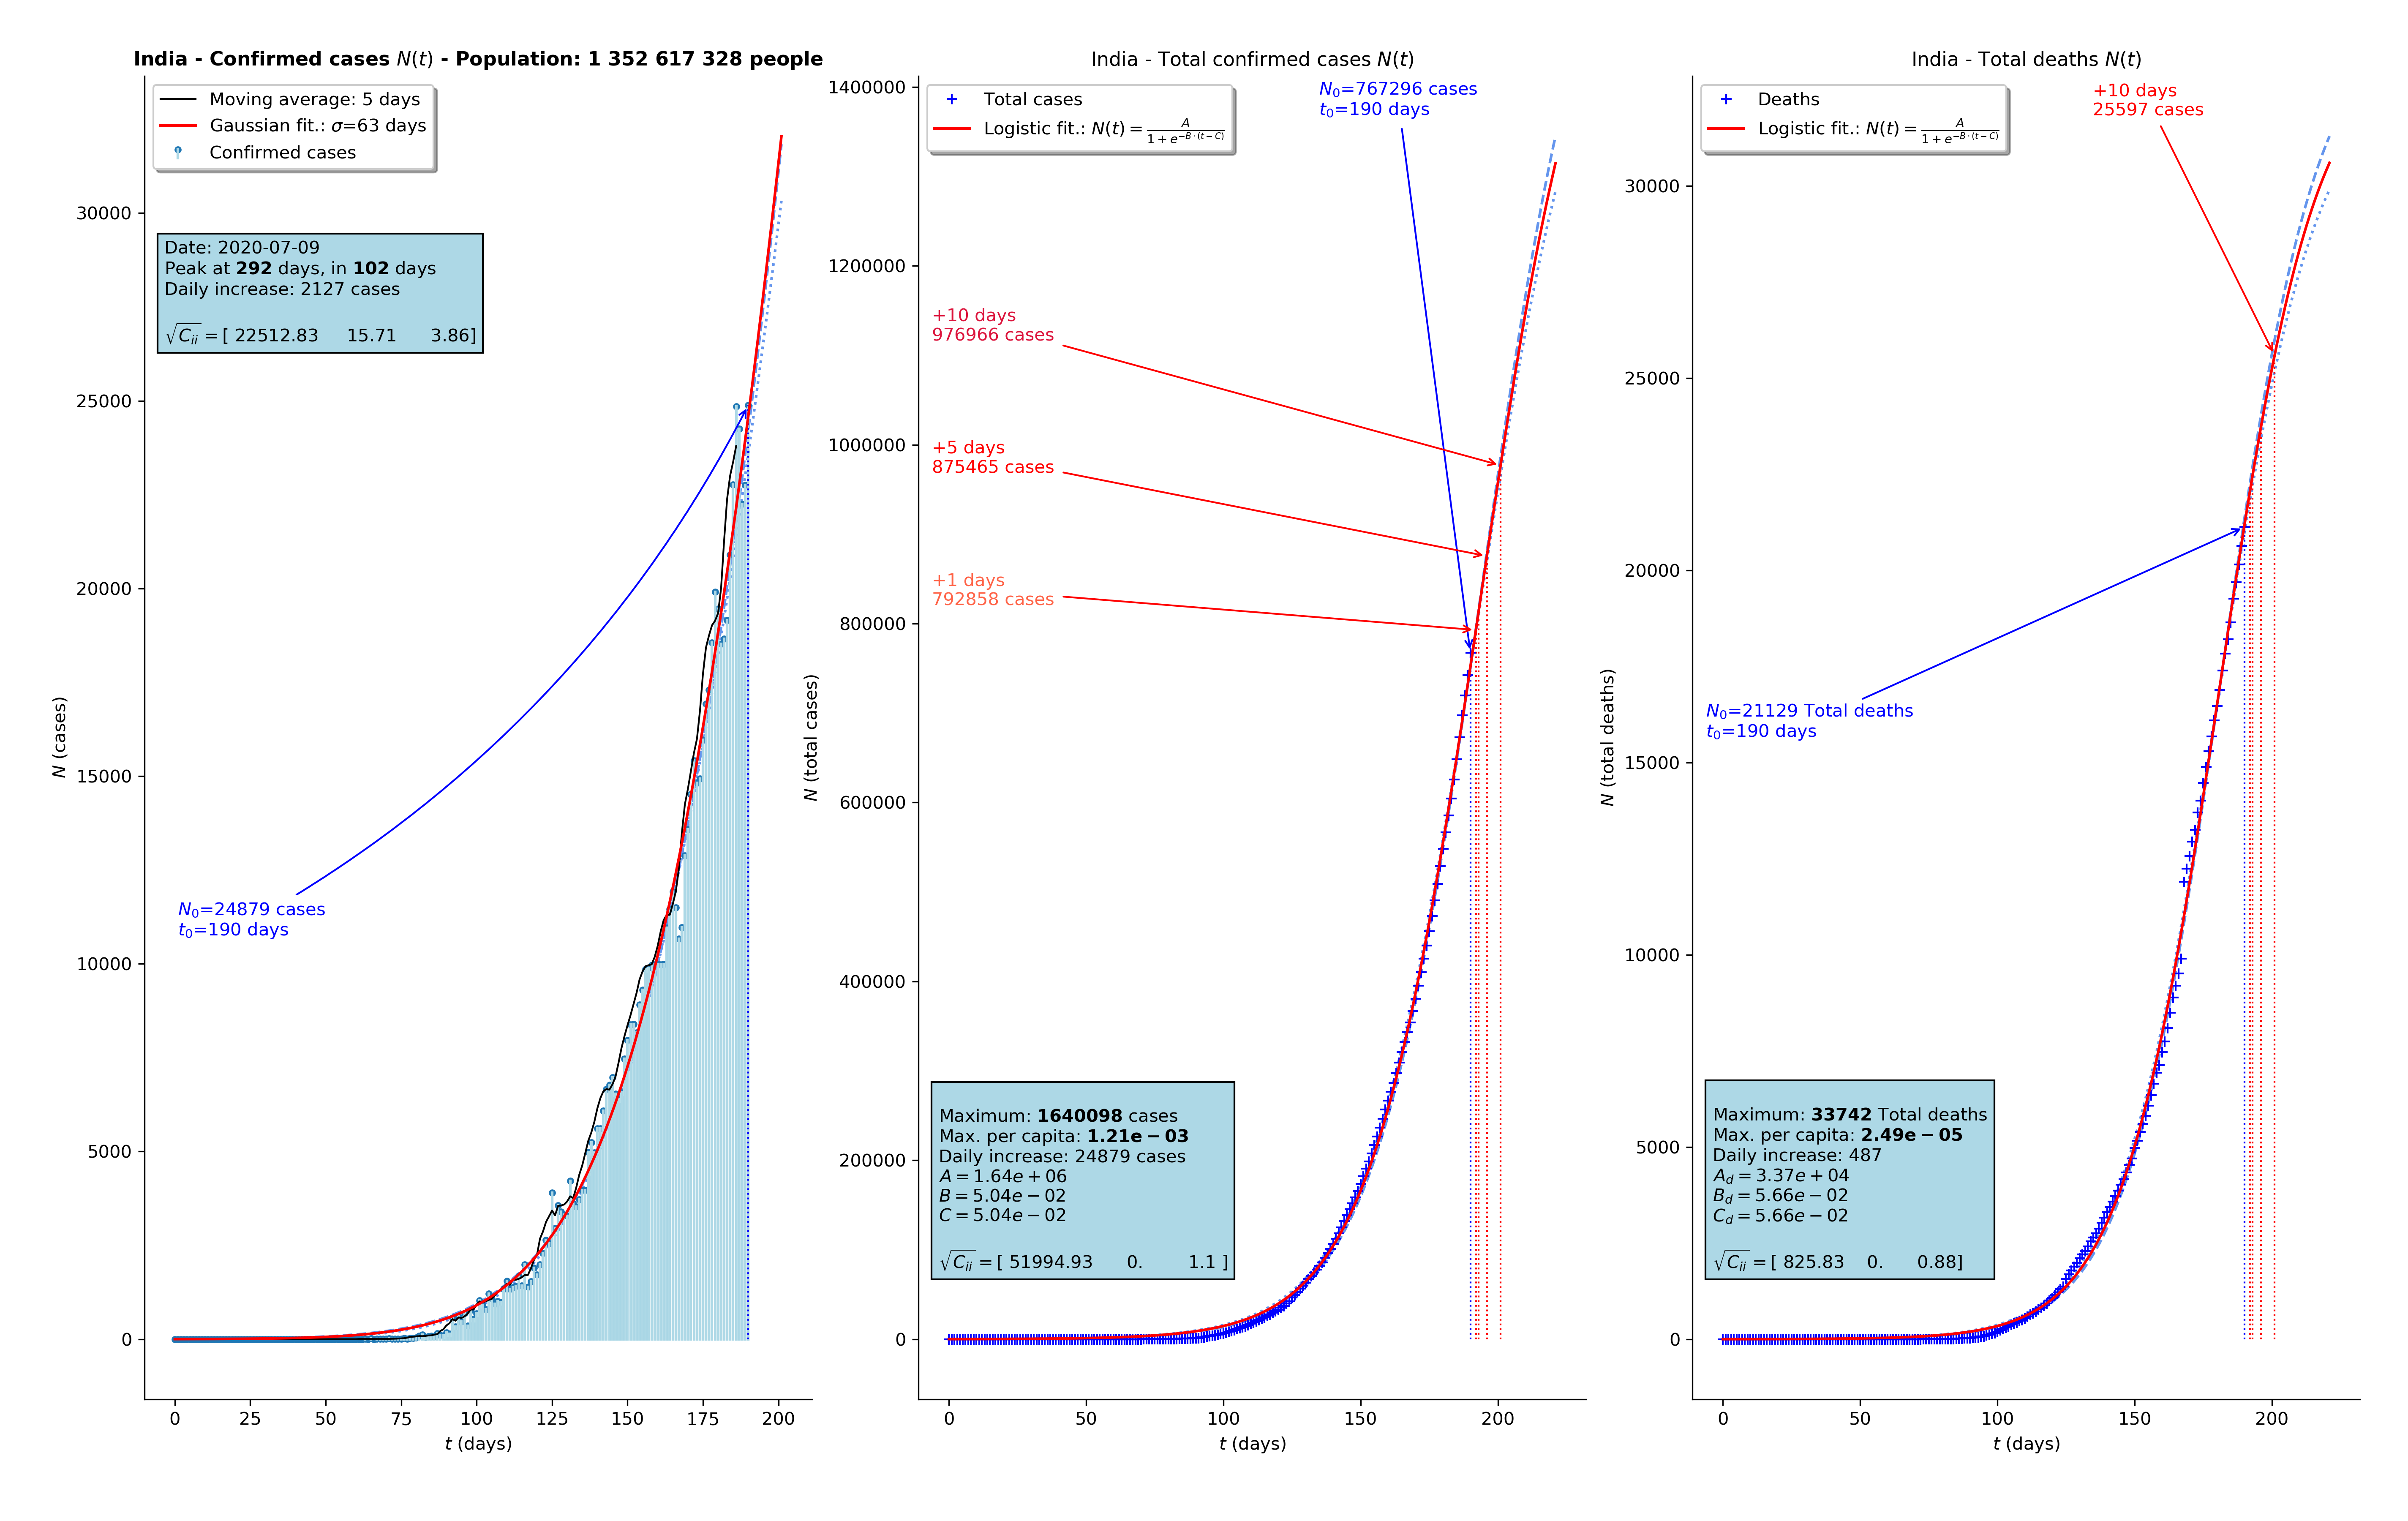 India - Confirmed cases N(t) - Population: 1 352 617 328 people
Moving average: 5 days
Gaussian fit.: σ=63 days
Confirmed cases
Date: 2020-07-09
Peak at 292 days, in 102 days
Daily increase: 2127 cases
√C_ii = [ 22512.83 15.71 3.86]
N₀=24879 cases
t₀=190 days
N (cases)
30000
25000
20000
15000
10000
5000
0
0 25 50 75 100 125 150 175 200
t (days)
India - Total confirmed cases N(t)
Total cases
Logistic fit.: N(t) = A / (1 + e^(-B·(t-C)))
N₀=767296 cases
t₀=190 days
+10 days
976966 cases
+5 days
875465 cases
+1 days
792858 cases
Maximum: 1640098 cases
Max. per capita: 1.21e − 03
Daily increase: 24879 cases
A = 1.64e + 06
B = 5.04e − 02
C = 5.04e − 02
√C_ii = [ 51994.93 0. 1.1 ]
N (total cases)
1400000
1200000
1000000
800000
600000
400000
200000
0
0 50 100 150 200
t (days)
India - Total deaths N(t)
Deaths
Logistic fit.: N(t) = A / (1 + e^(-B·(t-C)))
+10 days
25597 cases
N₀=21129 Total deaths
t₀=190 days
Maximum: 33742 Total deaths
Max. per capita: 2.49e − 05
Daily increase: 487
A_d = 3.37e + 04
B_d = 5.66e − 02
C_d = 5.66e − 02
√C_ii = [ 825.83 0. 0.88]
N (total deaths)
30000
25000
20000
15000
10000
5000
0
0 50 100 150 200
t (days)